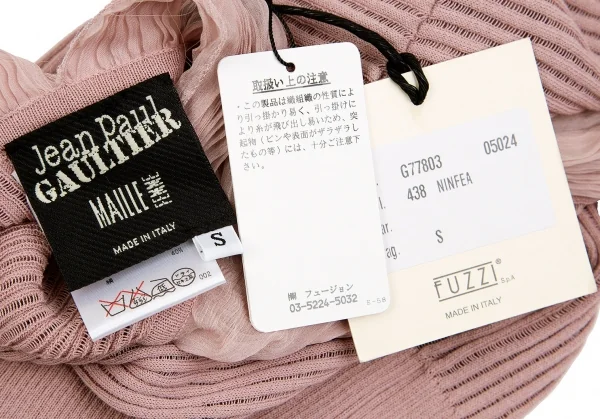 Jean Paul
GAULTIER
MAILLE
MADE IN ITALY
S
002
取扱い上の注意
・この製品は編組織の性質によ
り引っ掛かり易く、引っ掛けに
より糸が飛び出し易いため、突
起物(ピンや表面がザラザラし
たもの等)には、十分ご注意下
さい。
㈱ フュージョン
03-5224-5032
S-58
G77803 05024
438 NINFEA
S
FUZZI S.p.A.
MADE IN ITALY